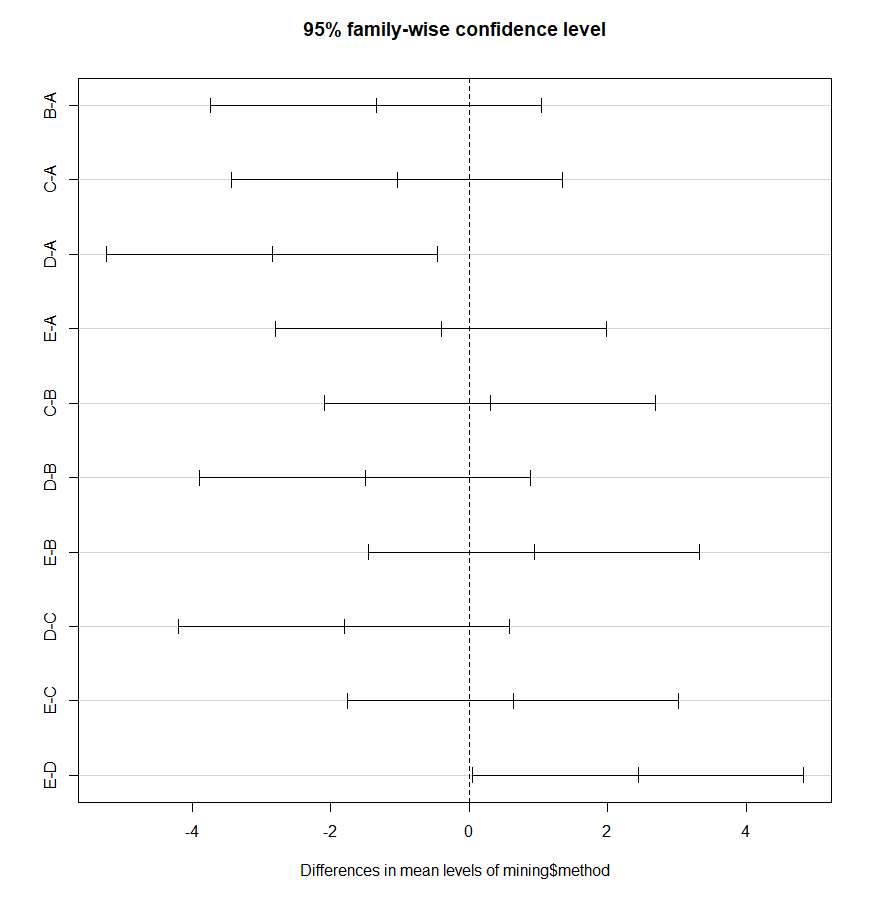 95% family-wise confidence level
B-A
C-A
D-A
E-A
C-B
D-B
E-B
D-C
E-C
E-D
-4 -2 0 2 4
Differences in mean levels of mining$method